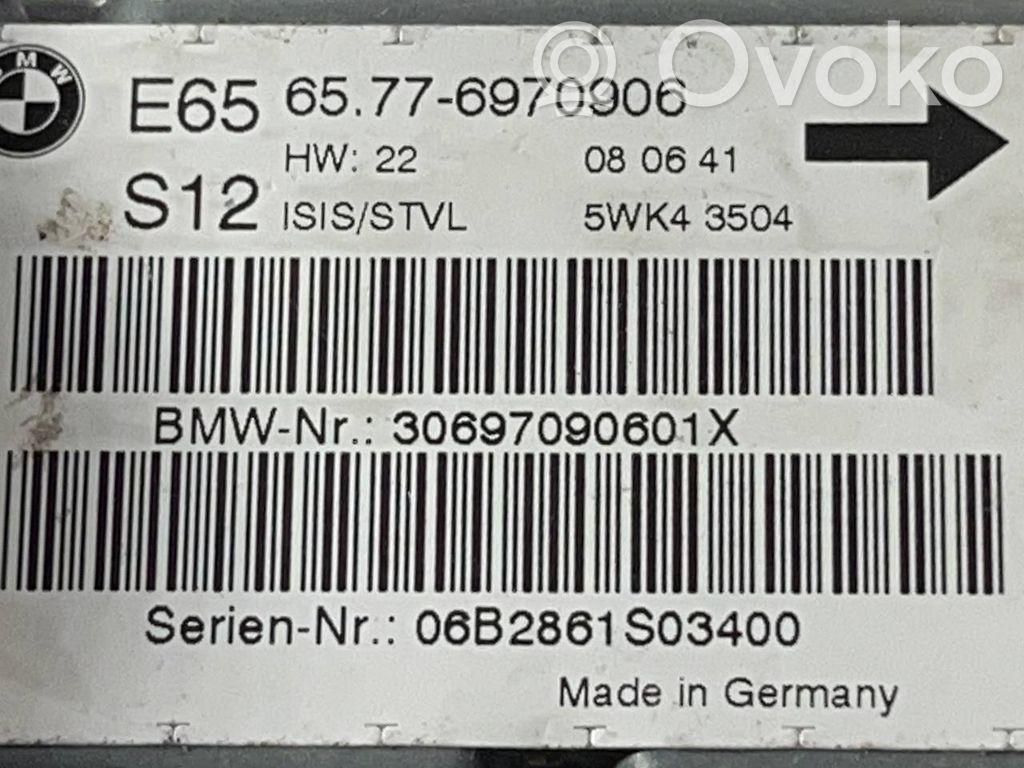 Ovoko
BMW
E65 65.77-6970906
HW: 22 08 06 41
S12 ISIS/STVL 5WK4 3504
BMW-Nr.: 30697090601X
Serien-Nr.: 06B2861S03400
Made in Germany